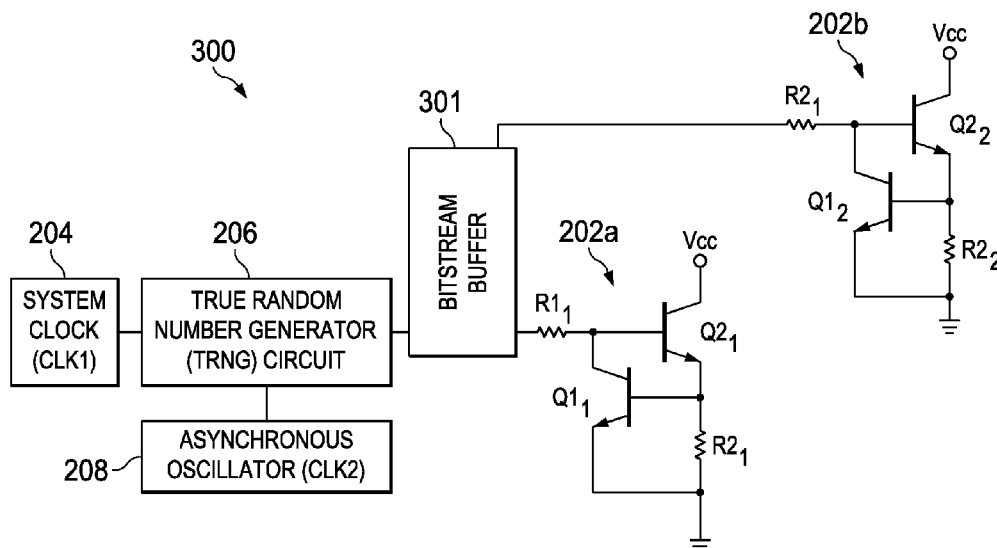 300
202b
Vcc
301
R2₁
Q2₂
Q1₂
R2₂
BITSTREAM
BUFFER
204
206
202a
Vcc
SYSTEM
CLOCK
(CLK1)
TRUE RANDOM
NUMBER GENERATOR
(TRNG) CIRCUIT
R1₁
Q2₁
Q1₁
R2₁
208
ASYNCHRONOUS
OSCILLATOR (CLK2)